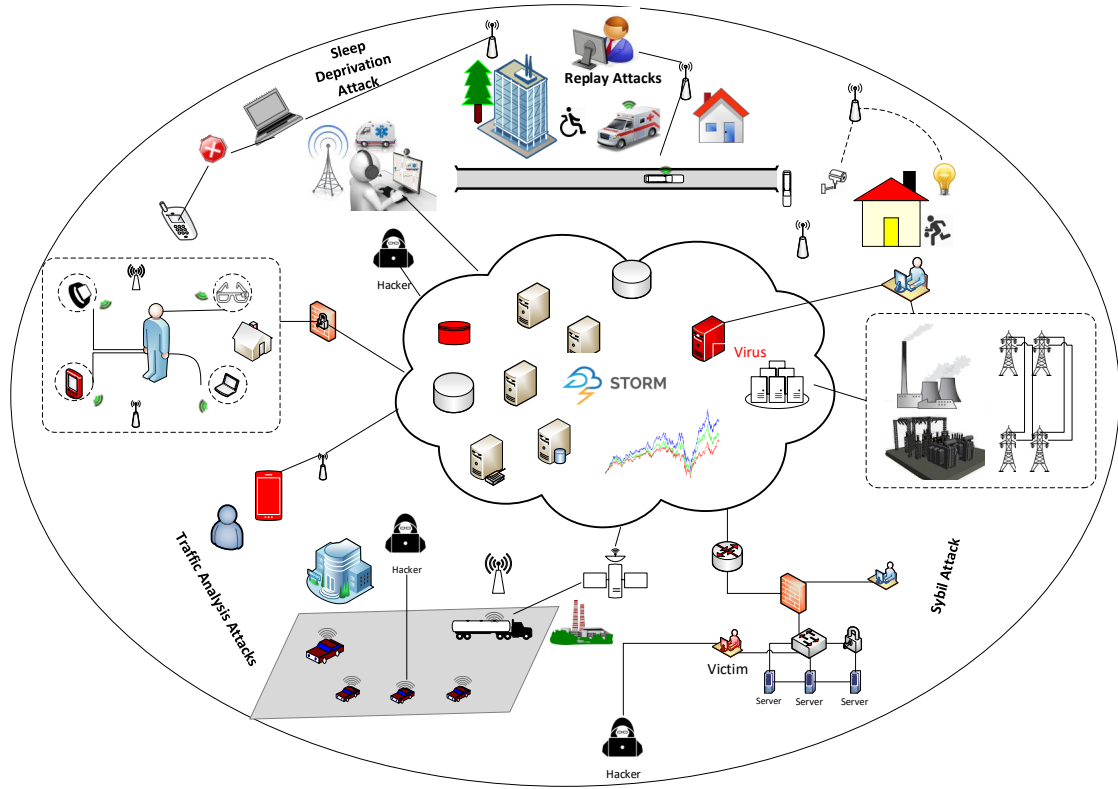 Sleep
Deprivation
Attack
Replay Attacks
Hacker
Virus
STORM
Traffic Analysis Attacks
Hacker
Sybil Attack
Victim
Server
Server
Server
Hacker